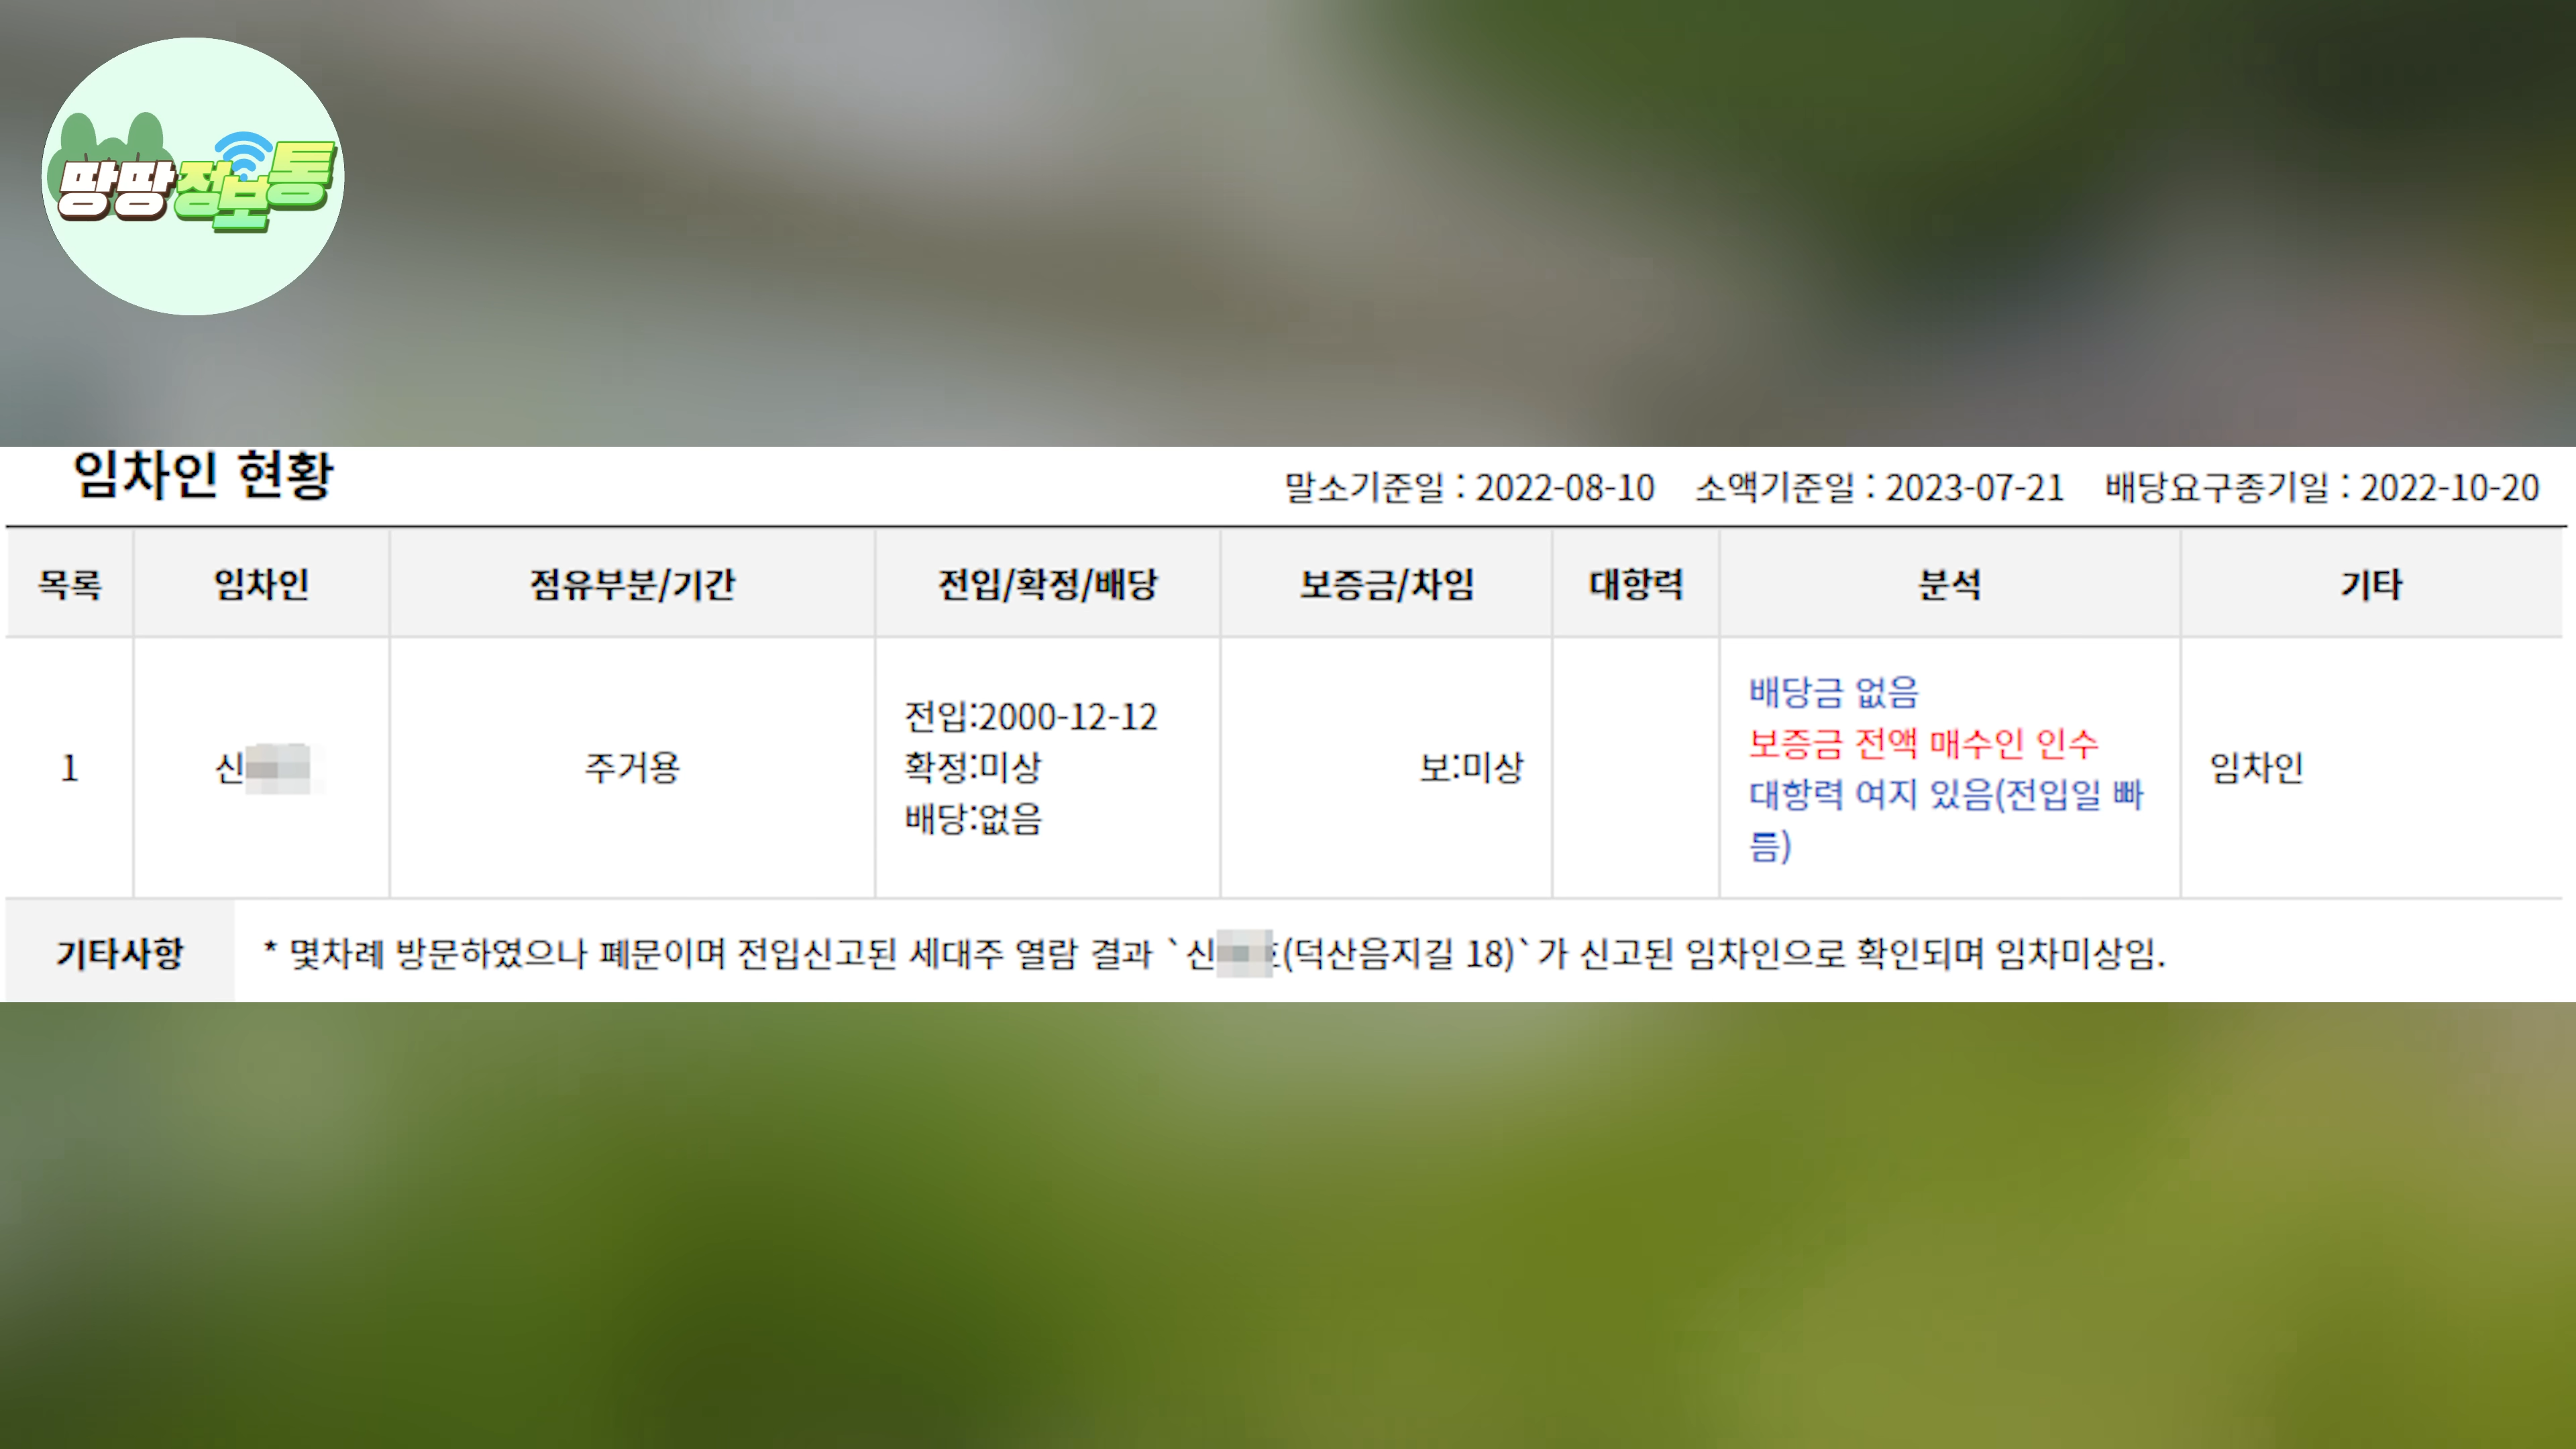 땅땅정보통
임차인 현황
말소기준일 : 2022-08-10 소액기준일 : 2023-07-21 배당요구종기일 : 2022-10-20
목록 임차인 점유부분/기간 전입/확정/배당 보증금/차임 대항력 분석 기타
1 신 주거용
전입:2000-12-12
확정:미상
배당:없음
보:미상
배당금 없음
보증금 전액 매수인 인수
대항력 여지 있음(전입일 빠
름)
임차인
기타사항 * 몇차례 방문하였으나 폐문이며 전입신고된 세대주 열람 결과 `신 (덕산음지길 18)`가 신고된 임차인으로 확인되며 임차미상임.